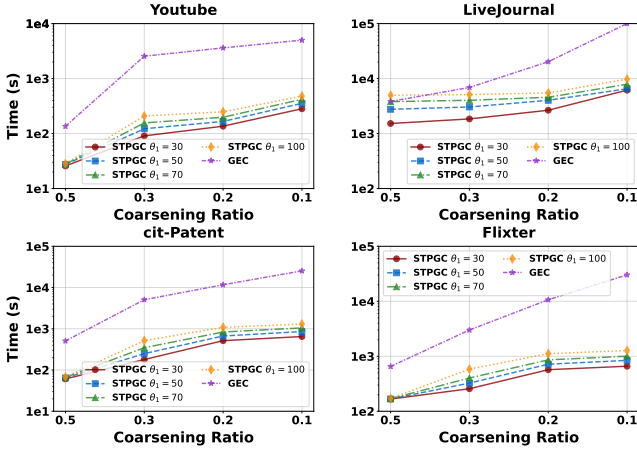 Youtube
1e4
1e3
1e2
1e1
Time (s)
STPGC θ₁ = 30
STPGC θ₁ = 50
STPGC θ₁ = 70
STPGC θ₁ = 100
GEC
0.5 0.3 0.2 0.1
Coarsening Ratio
LiveJournal
1e5
1e4
1e3
1e2
STPGC θ₁ = 30
STPGC θ₁ = 50
STPGC θ₁ = 70
STPGC θ₁ = 100
GEC
0.5 0.3 0.2 0.1
Coarsening Ratio
cit-Patent
1e5
1e4
1e3
1e2
1e1
Time (s)
STPGC θ₁ = 30
STPGC θ₁ = 50
STPGC θ₁ = 70
STPGC θ₁ = 100
GEC
0.5 0.3 0.2 0.1
Coarsening Ratio
Flixter
1e5
1e4
1e3
1e2
STPGC θ₁ = 30
STPGC θ₁ = 50
STPGC θ₁ = 70
STPGC θ₁ = 100
GEC
0.5 0.3 0.2 0.1
Coarsening Ratio